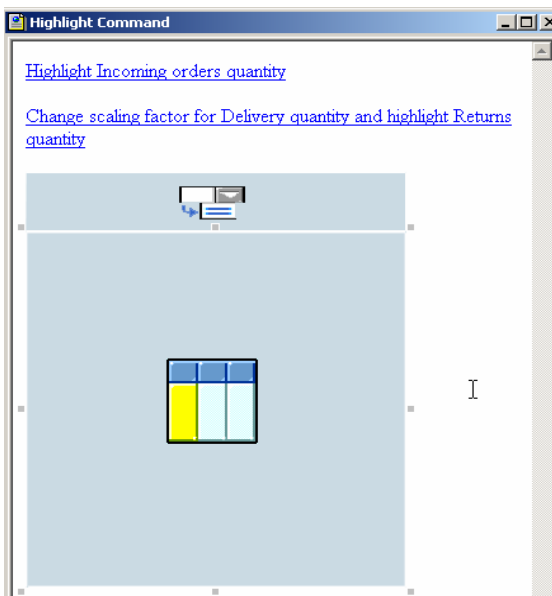 Highlight Command
Highlight Incoming orders quantity
Change scaling factor for Delivery quantity and highlight Returns
quantity